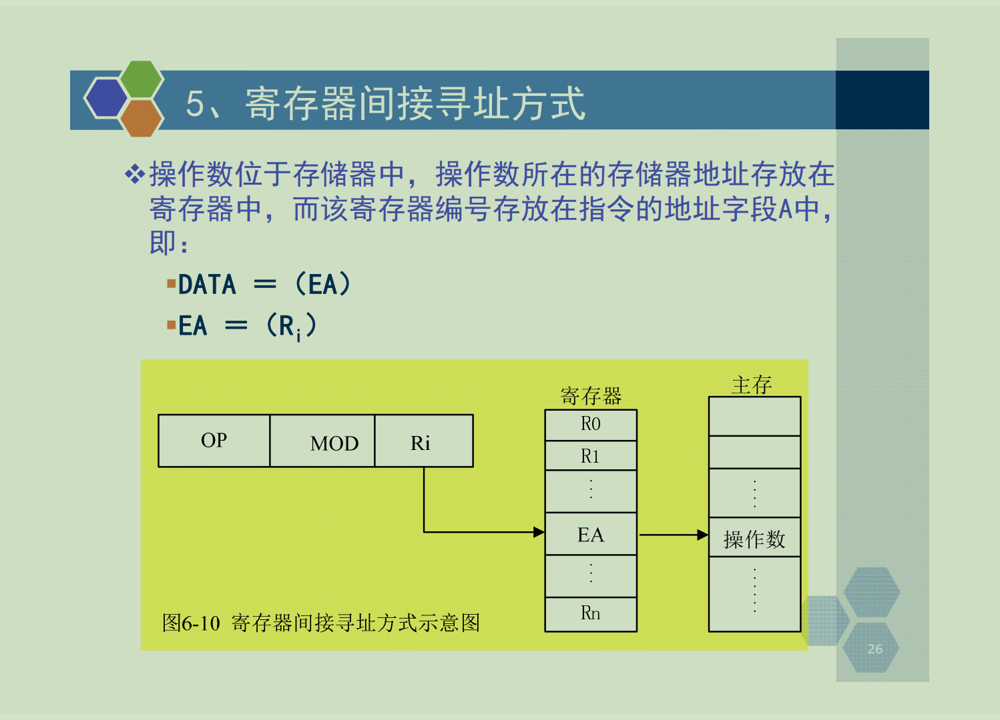 5、寄存器间接寻址方式
❖操作数位于存储器中，操作数所在的存储器地址存放在
寄存器中，而该寄存器编号存放在指令的地址字段A中，
即：
▪DATA ＝（EA）
▪EA ＝（Ri）
主存
寄存器
OP MOD Ri
R0
R1
⋮
EA
操作数
⋮
Rn
图6-10 寄存器间接寻址方式示意图
26